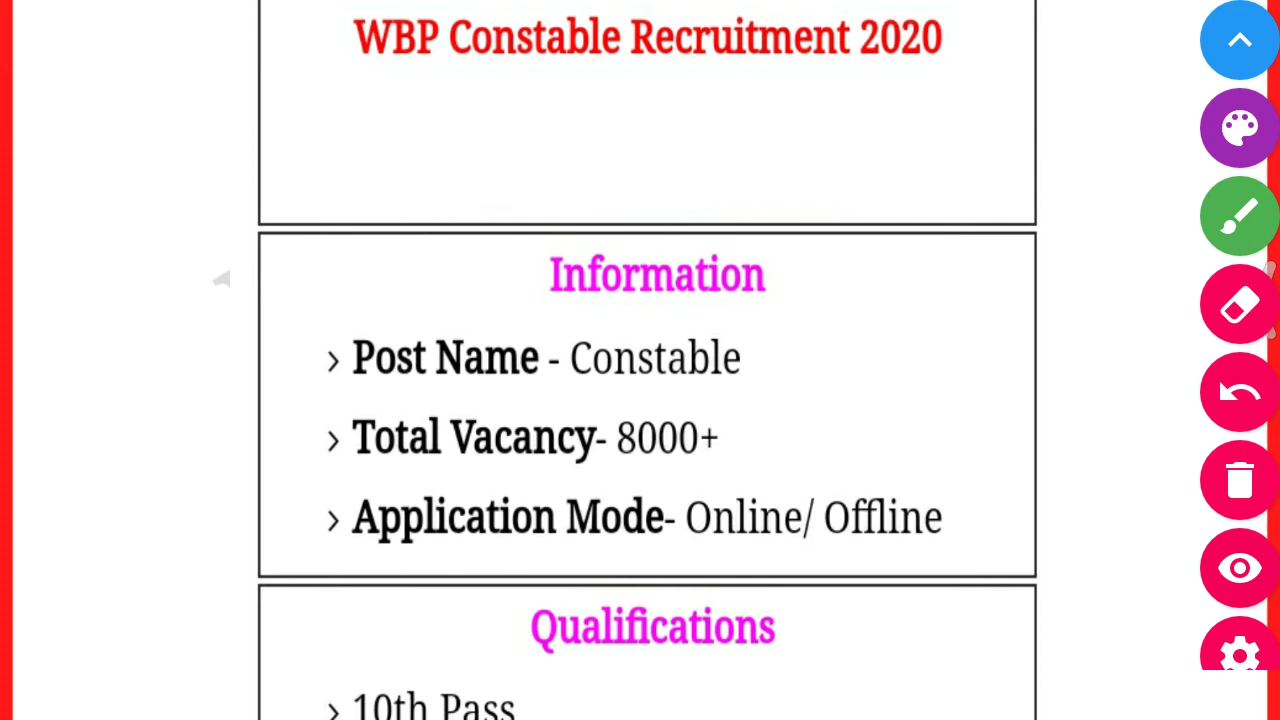 WBP Constable Recruitment 2020
Information
› Post Name - Constable
› Total Vacancy- 8000+
› Application Mode- Online/ Offline
Qualifications
› 10th Pass